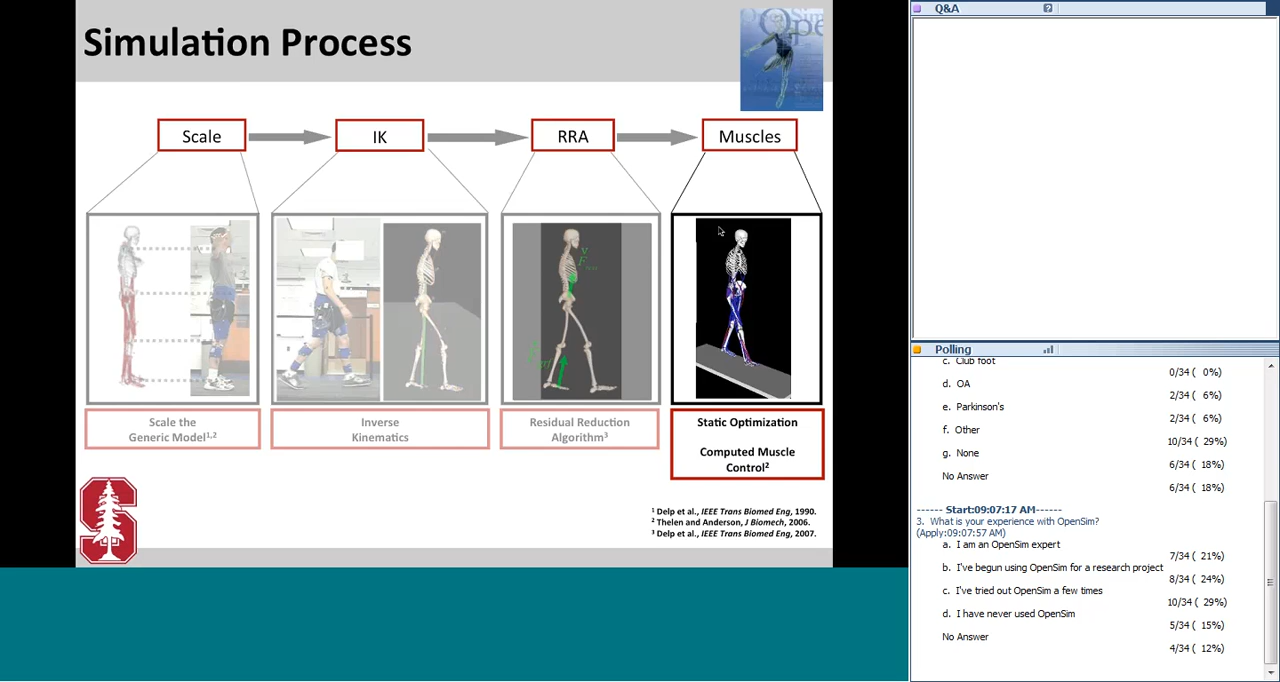 Simulation Process
Ope
Scale
IK
RRA
Muscles
Scale the
Generic Model1,2
Inverse
Kinematics
Residual Reduction
Algorithm3
Static Optimization
Computed Muscle
Control2
1 Delp et al., IEEE Trans Biomed Eng, 1990.
2 Thelen and Anderson, J Biomech, 2006.
3 Delp et al., IEEE Trans Biomed Eng, 2007.
Q&A
Polling
c. Club foot
0/34 ( 0%)
d. OA
2/34 ( 6%)
e. Parkinson's
2/34 ( 6%)
f. Other
10/34 ( 29%)
g. None
6/34 ( 18%)
No Answer
6/34 ( 18%)
------ Start:09:07:17 AM------
3. What is your experience with OpenSim?
(Apply:09:07:57 AM)
a. I am an OpenSim expert
7/34 ( 21%)
b. I've begun using OpenSim for a research project
8/34 ( 24%)
c. I've tried out OpenSim a few times
10/34 ( 29%)
d. I have never used OpenSim
5/34 ( 15%)
No Answer
4/34 ( 12%)